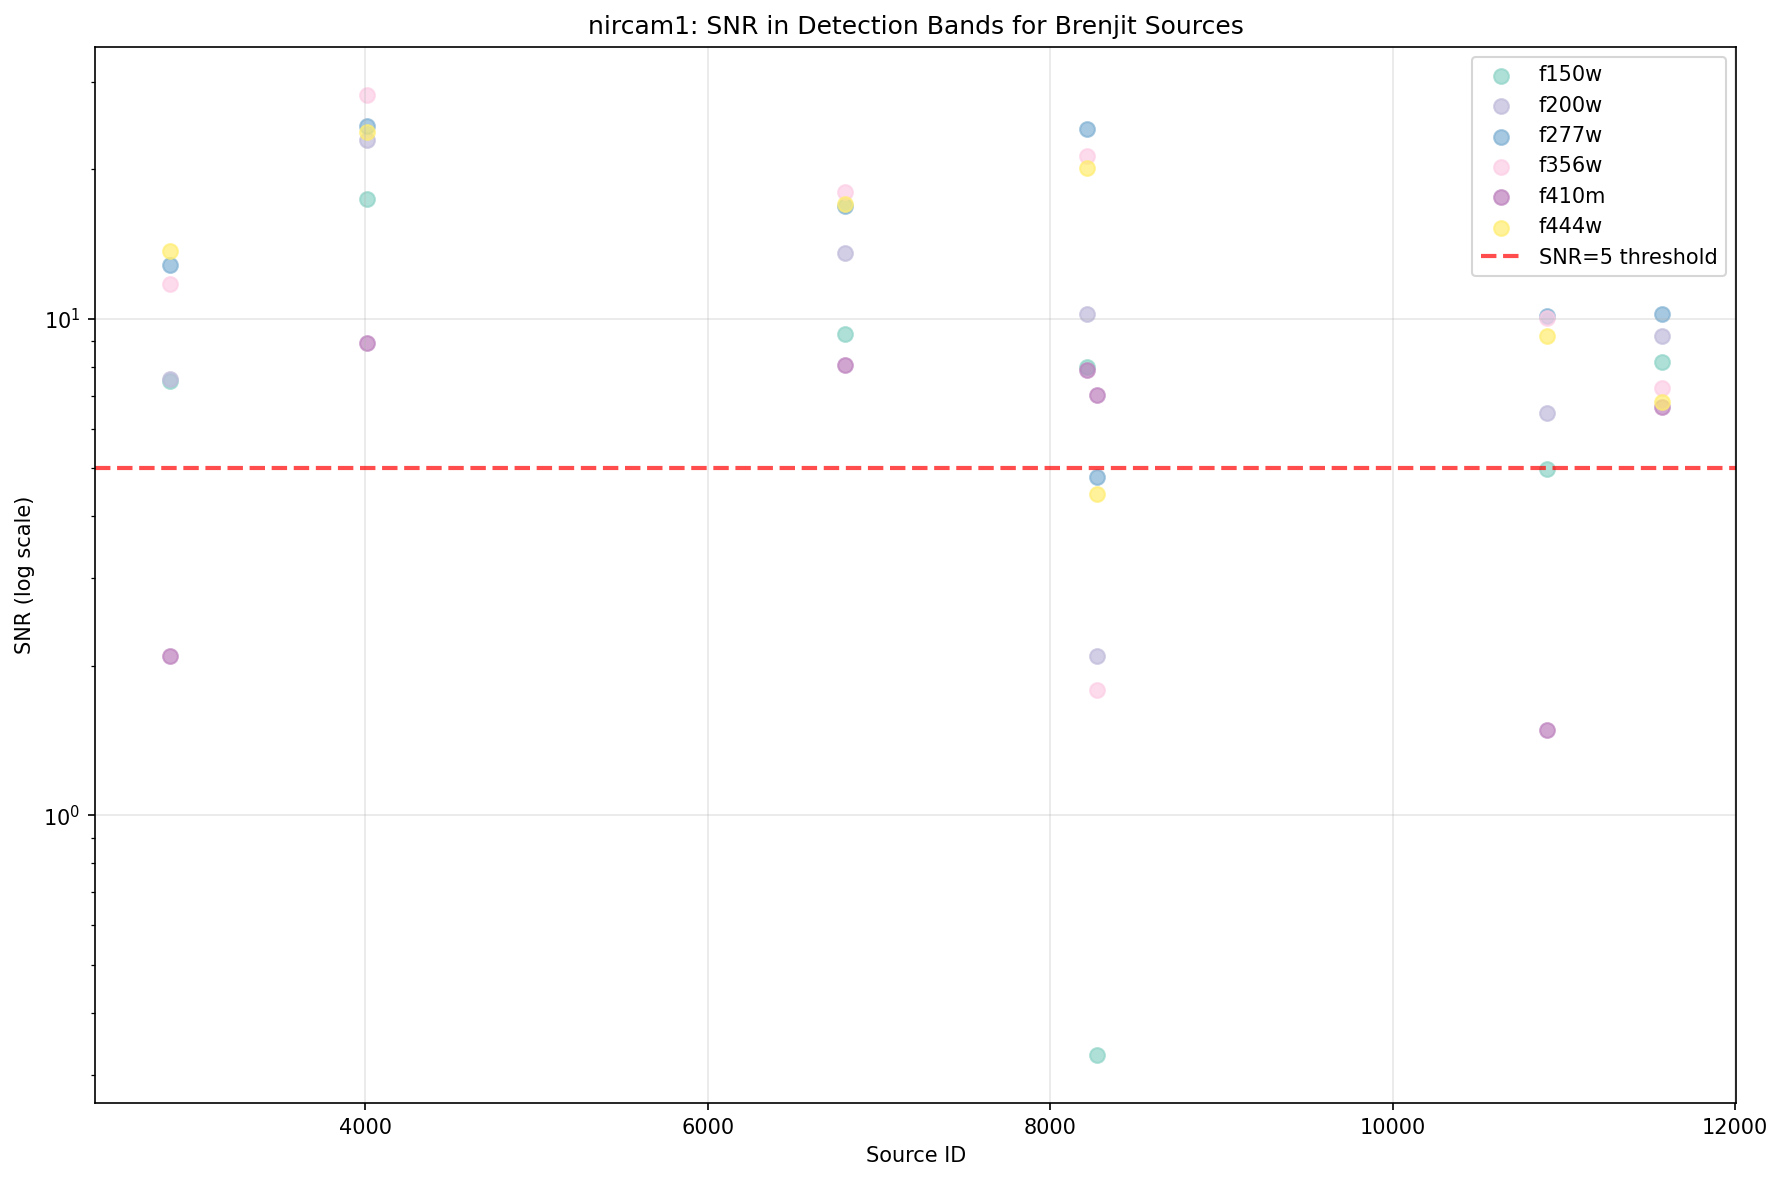 nircam1: SNR in Detection Bands for Brenjit Sources
f150w
f200w
f277w
f356w
f410m
f444w
SNR=5 threshold
SNR (log scale)
10¹
10⁰
4000 6000 8000 10000 12000
Source ID